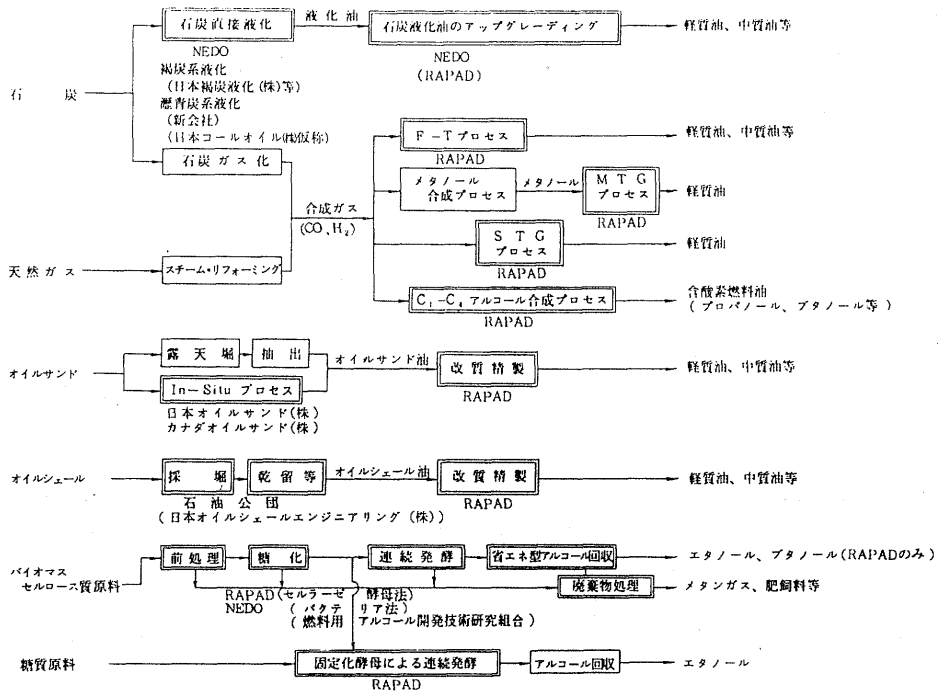 石炭直接液化
液化油
石炭液化油のアップグレーディング
軽質油、中質油等
NEDO
NEDO
(RAPAD)
褐炭系液化
(日本褐炭液化(株)等)
石炭
瀝青炭系液化
(新会社)
(日本コールオイル(株)仮称)
F-Tプロセス
軽質油、中質油等
RAPAD
石炭ガス化
メタノール
合成プロセス
メタノール
MTG
プロセス
軽質油
RAPAD
合成ガス
(CO、H₂)
STG
プロセス
軽質油
RAPAD
天然ガス
スチーム・リフォーミング
C₁-C₄アルコール合成プロセス
含酸素燃料油
(プロパノール、ブタノール等)
RAPAD
オイルサンド
露天堀
抽出
オイルサンド油
改質精製
軽質油、中質油等
RAPAD
In-Situ プロセス
日本オイルサンド(株)
カナダオイルサンド(株)
オイルシェール
採堀
乾留等
オイルシェール油
改質精製
軽質油、中質油等
RAPAD
石油公団
(日本オイルシェールエンジニアリング(株))
バイオマス
セルロース質原料
前処理
糖化
連続発酵
省エネ型アルコール回収
エタノール、ブタノール(RAPADのみ)
廃棄物処理
メタンガス、肥飼料等
RAPAD(セルラーゼ酵母法)
NEDO (バクテリア法)
(燃料用アルコール開発技術研究組合)
糖質原料
固定化酵母による連続発酵
アルコール回収
エタノール
RAPAD